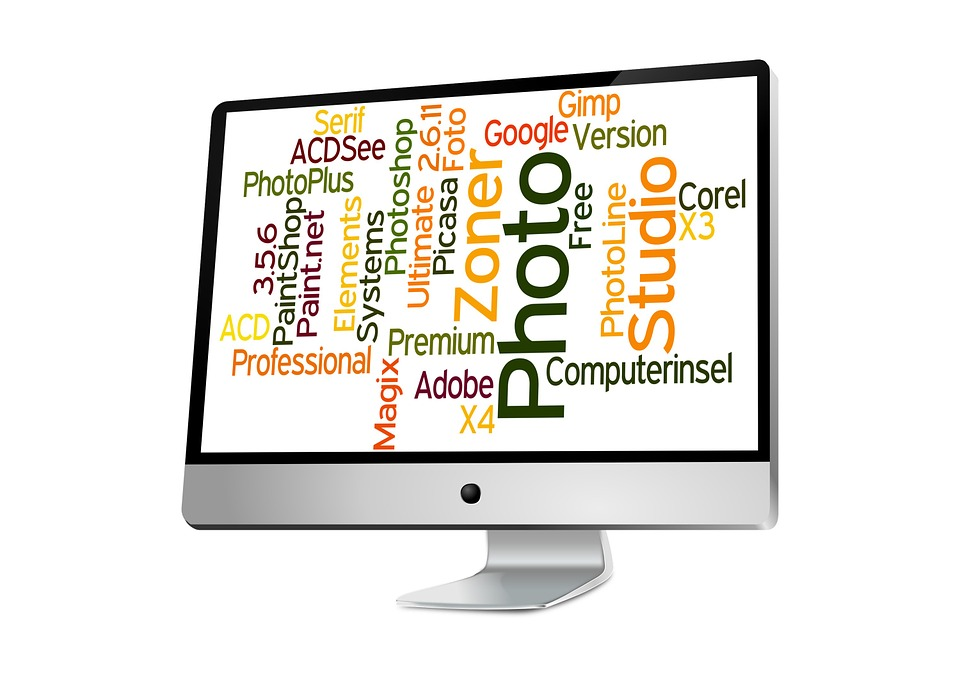 Serif
ACDSee
PhotoPlus
3.5.6
PaintShop
Paint.net
Elements
Systems
Photoshop
Ultimate
2.6.11
Foto
Picasa
Zoner
Photo
Google
Gimp
Version
Free
PhotoLine
Studio
Corel
X3
ACD
Professional
Premium
Magix
Adobe
X4
Computerinsel